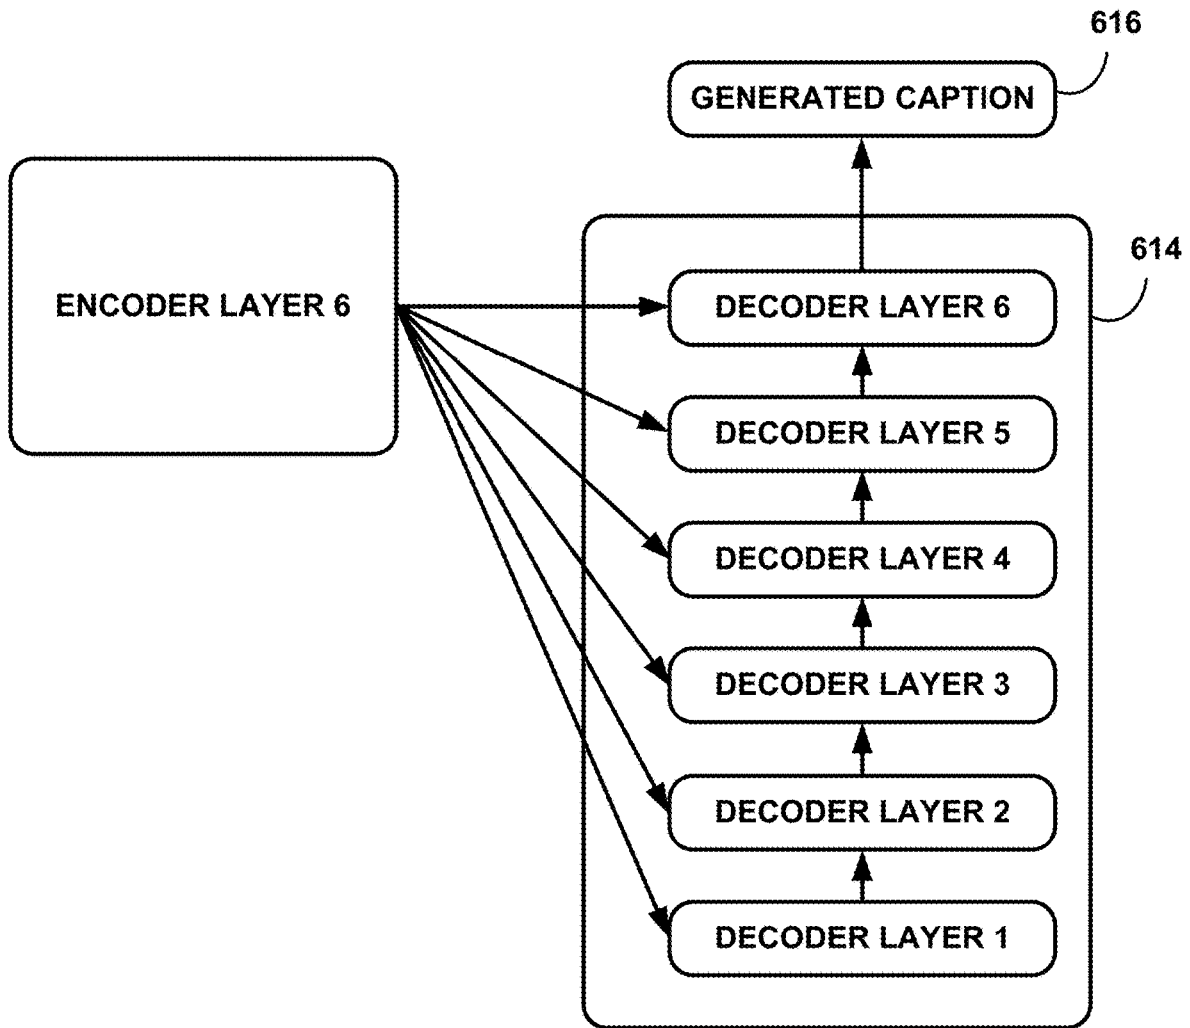 616
GENERATED CAPTION
614
ENCODER LAYER 6
DECODER LAYER 6
DECODER LAYER 5
DECODER LAYER 4
DECODER LAYER 3
DECODER LAYER 2
DECODER LAYER 1